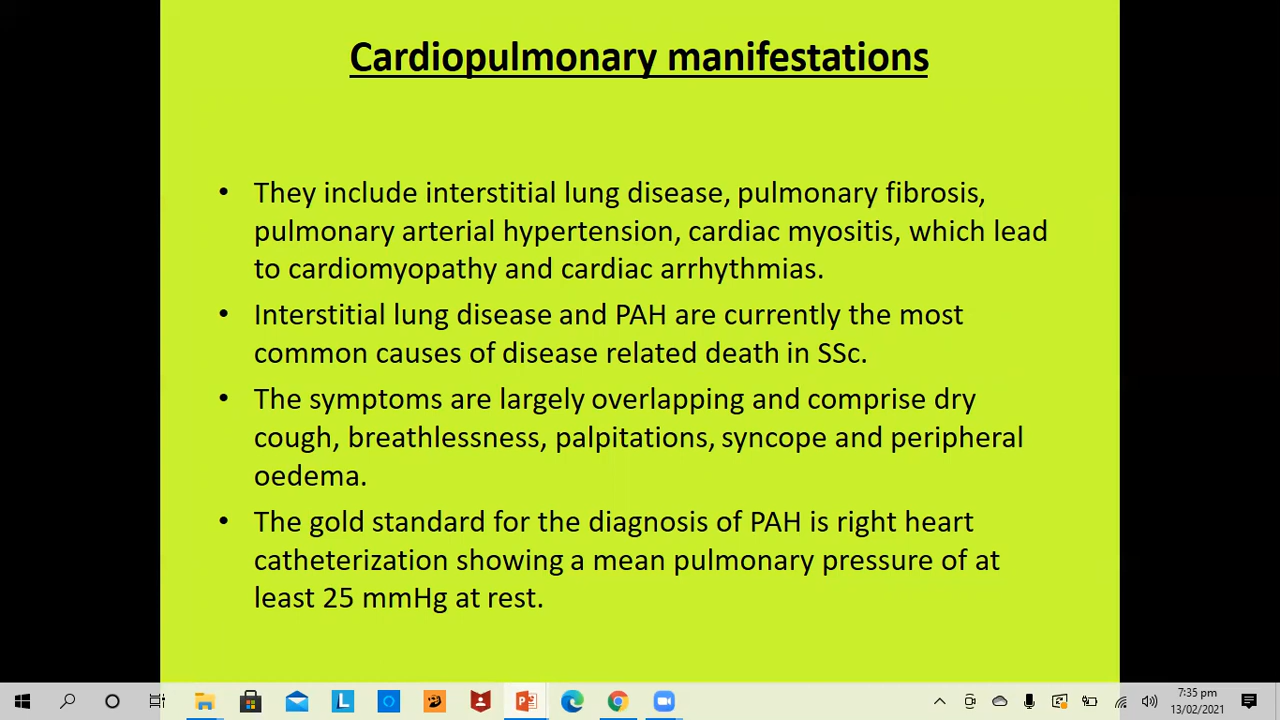 Cardiopulmonary manifestations
• They include interstitial lung disease, pulmonary fibrosis,
pulmonary arterial hypertension, cardiac myositis, which lead
to cardiomyopathy and cardiac arrhythmias.
• Interstitial lung disease and PAH are currently the most
common causes of disease related death in SSc.
• The symptoms are largely overlapping and comprise dry
cough, breathlessness, palpitations, syncope and peripheral
oedema.
• The gold standard for the diagnosis of PAH is right heart
catheterization showing a mean pulmonary pressure of at
least 25 mmHg at rest.
L
7:35 pm
13/02/2021